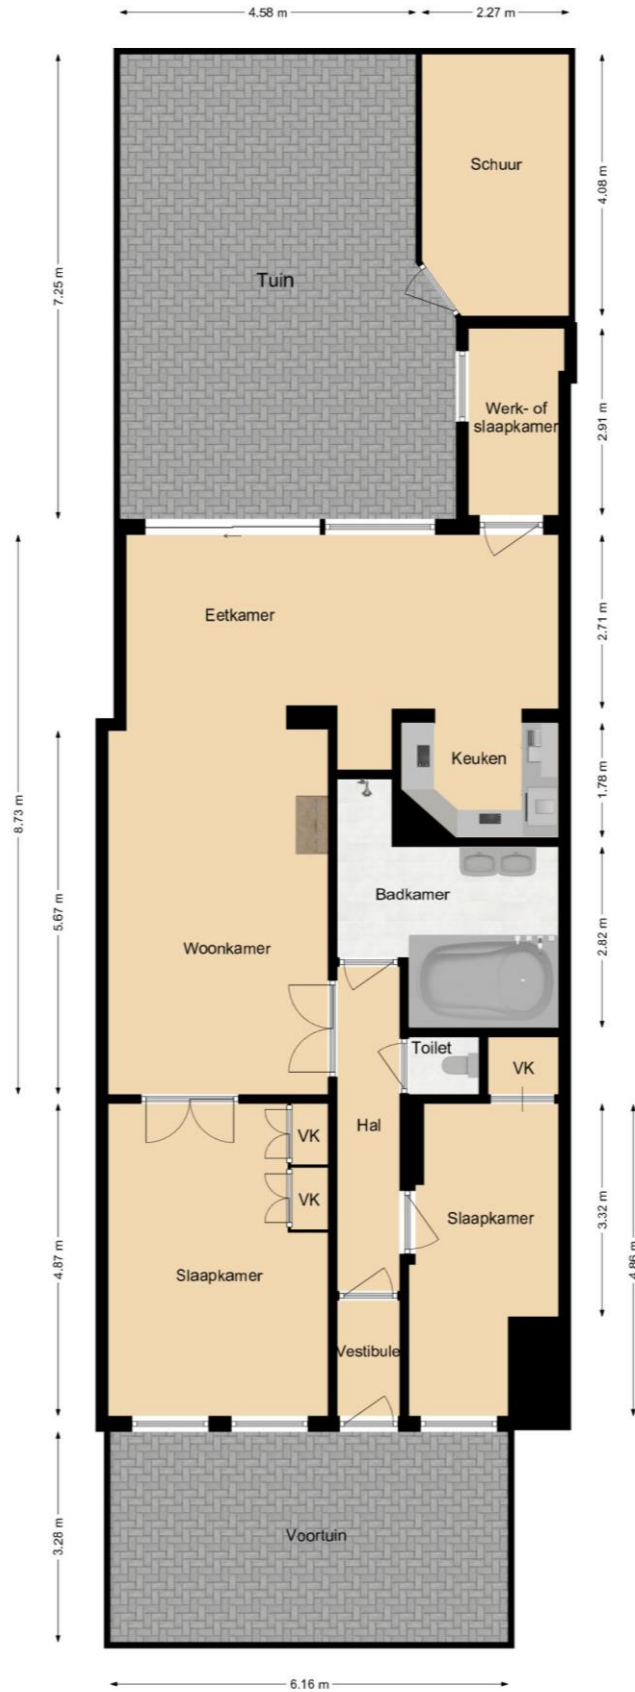 4.58 m
2.27 m
Schuur
4.08 m
7.25 m
Tuin
Werk- of
slaapkamer
2.91 m
Eetkamer
2.71 m
Keuken
1.78 m
8.73 m
5.67 m
Badkamer
2.82 m
Woonkamer
Toilet
VK
Hal
VK
VK
Slaapkamer
3.32 m
4.86 m
4.87 m
Slaapkamer
Vestibule
3.28 m
Voortuin
6.16 m